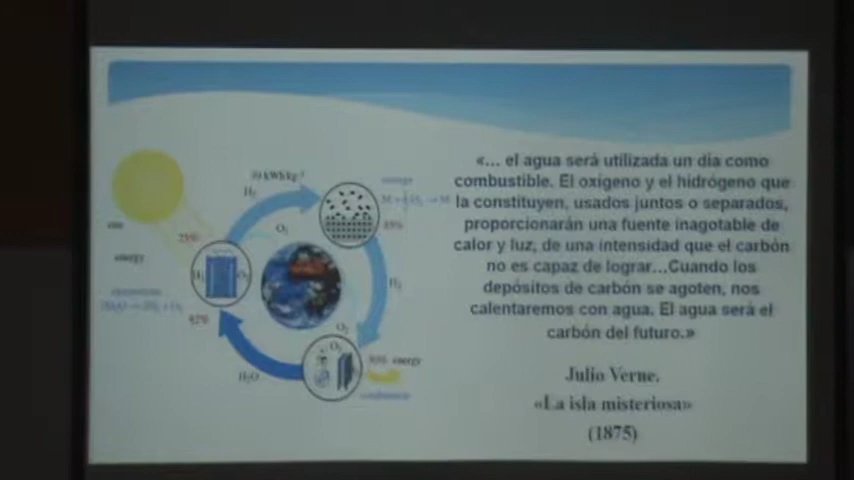 «... el agua será utilizada un día como
combustible. El oxígeno y el hidrógeno que
la constituyen, usados juntos o separados,
proporcionarán una fuente inagotable de
calor y luz, de una intensidad que el carbón
no es capaz de lograr...Cuando los
depósitos de carbón se agoten, nos
calentaremos con agua. El agua será el
carbón del futuro.»
Julio Verne.
«La isla misteriosa»
(1875)
H₂
O₂
energy
H₂
O₂
H₂
O₂
O₂
energy
H₂O